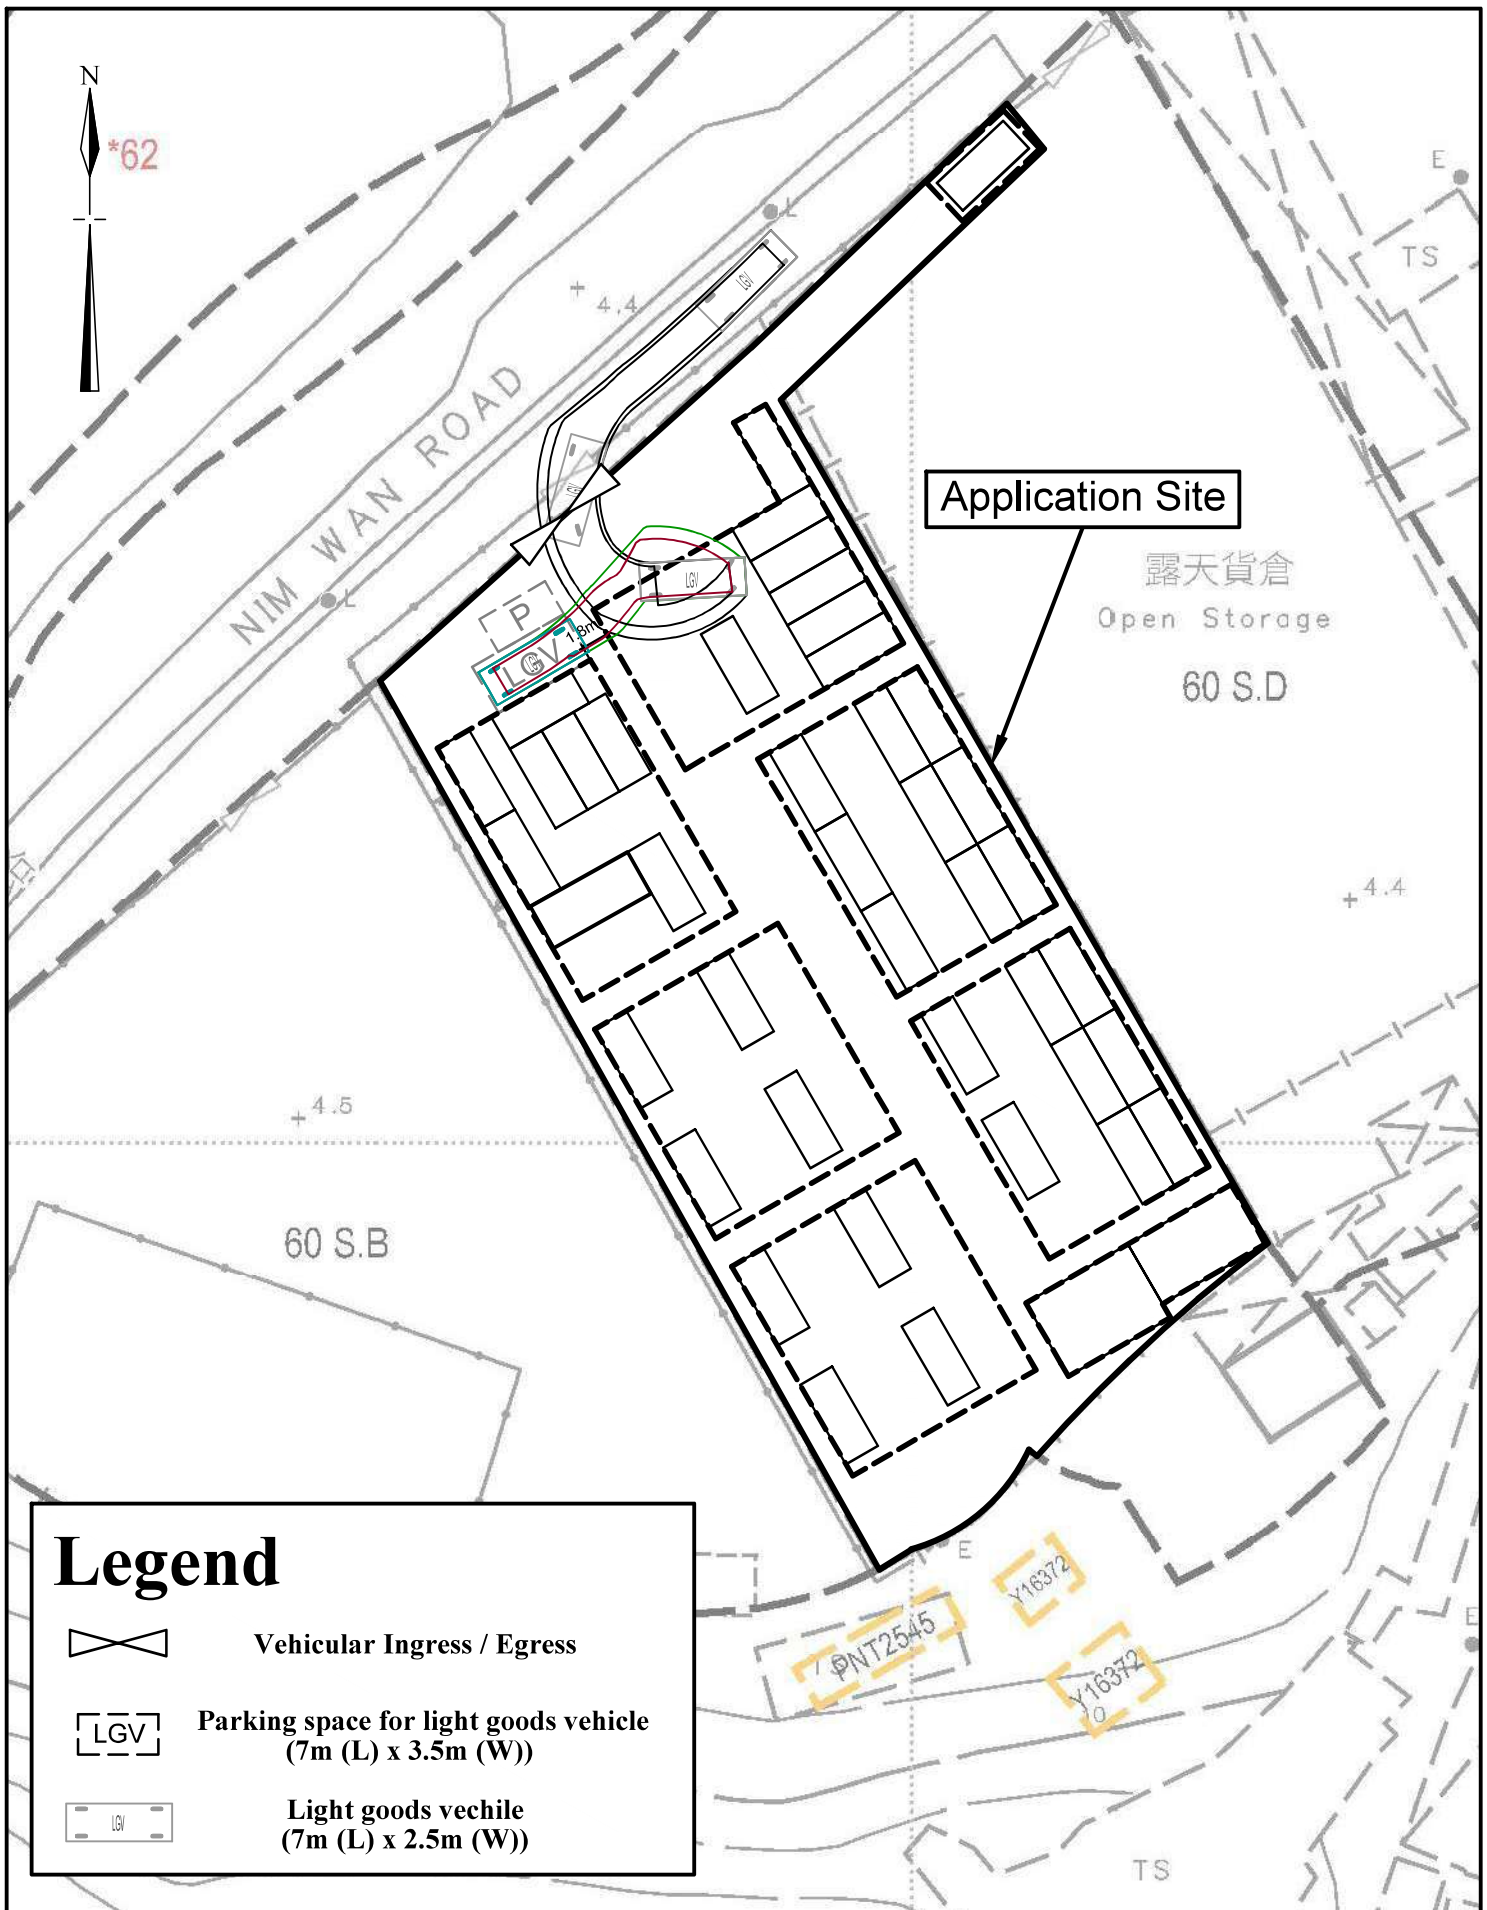 N
*62
E
TS
L
LGV
4.4
NIM WAN ROAD
LGV
Application Site
露天貨倉
Open Storage
60 S.D
L
LGV
P
1.8m
LGV
LGV
4.4
4.5
60 S.B
E
Y16372
PNT2545
Y16372
E
TS
Legend
Vehicular Ingress / Egress
LGV
Parking space for light goods vehicle
(7m (L) x 3.5m (W))
LGV
Light goods vechile
(7m (L) x 2.5m (W))